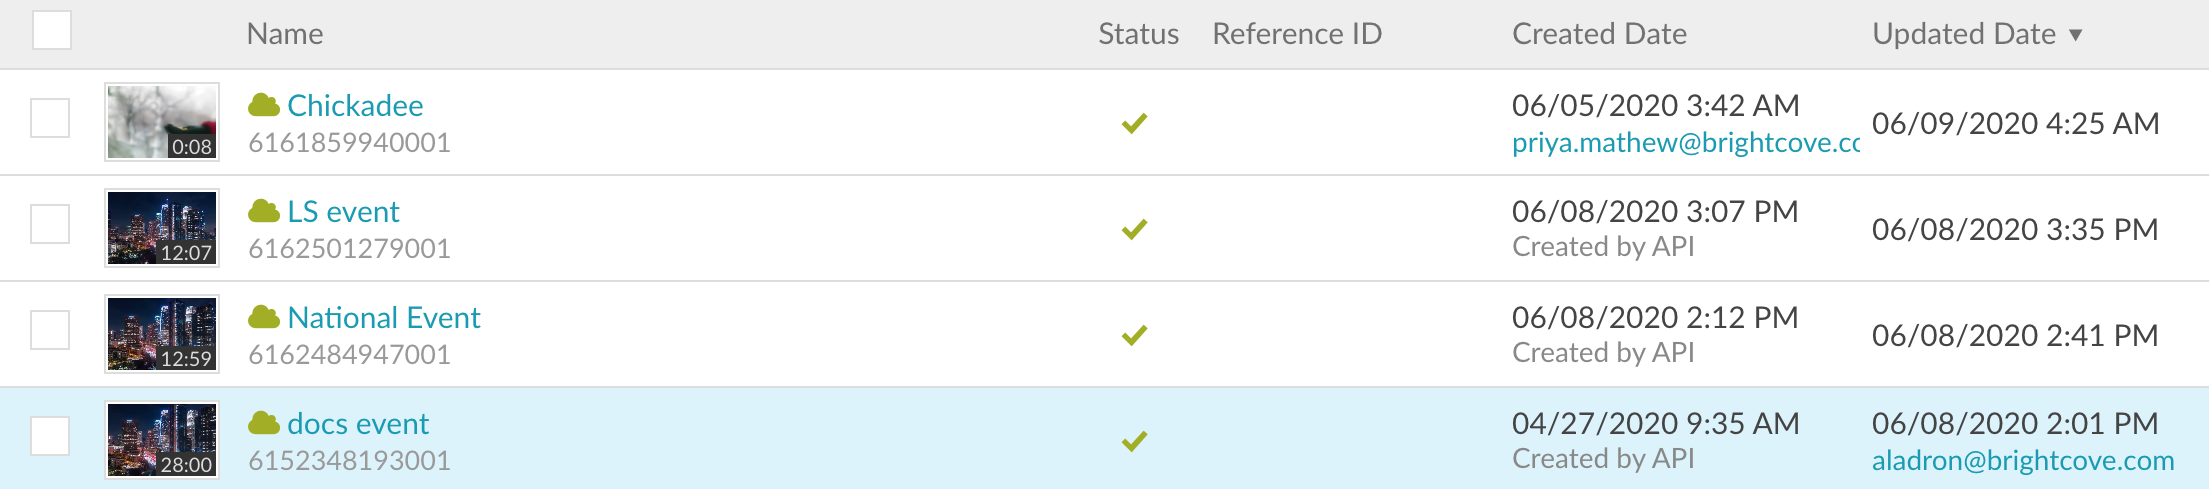 Name Status Reference ID Created Date Updated Date
Chickadee 06/05/2020 3:42 AM 06/09/2020 4:25 AM
0:08 6161859940001 priya.mathew@brightcove.cc
LS event 06/08/2020 3:07 PM 06/08/2020 3:35 PM
12:07 6162501279001 Created by API
National Event 06/08/2020 2:12 PM 06/08/2020 2:41 PM
12:59 6162484947001 Created by API
docs event 04/27/2020 9:35 AM 06/08/2020 2:01 PM
28:00 6152348193001 Created by API aladron@brightcove.com